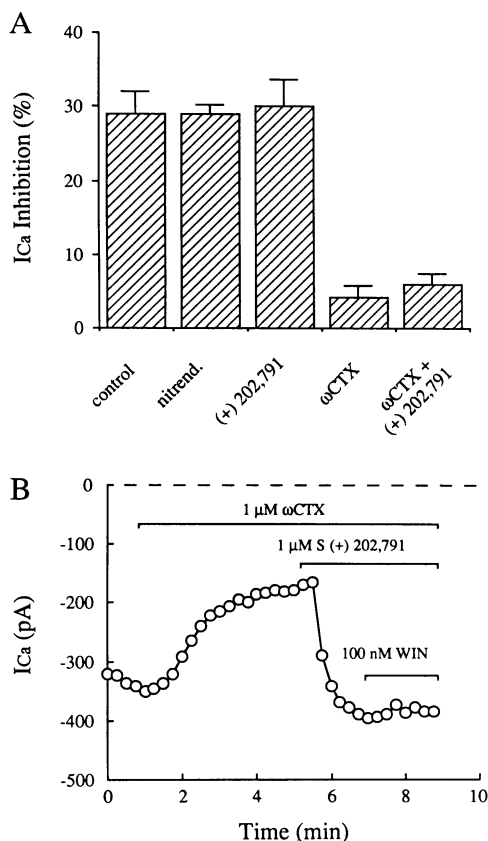 A
ICa Inhibition (%)
40
30
20
10
0
control
nitrend.
(+) 202,791
ωCTX
ωCTX +
(+) 202,791
B
ICa (pA)
0
-100
-200
-300
-400
-500
1 μM ωCTX
1 μM S (+) 202,791
100 nM WIN
0
2
4
6
8
10
Time (min)